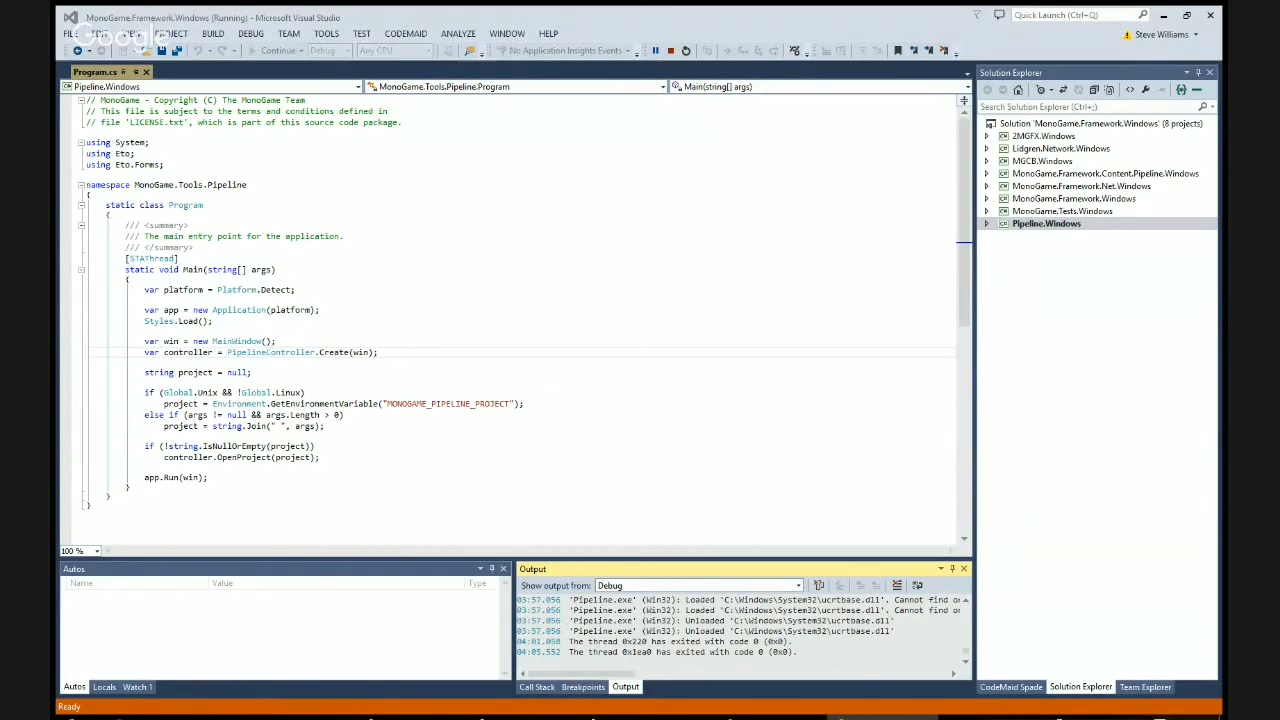 MonoGame.Framework.Windows (Running) - Microsoft Visual Studio
Quick Launch (Ctrl+Q)
Google
PROJECT BUILD DEBUG TEAM TOOLS TEST CODEMAID ANALYZE WINDOW HELP
Steve Williams
Continue Debug Any CPU No Application Insights Events
Program.cs
Pipeline.Windows MonoGame.Tools.Pipeline.Program Main(string[] args)
// MonoGame - Copyright (C) The MonoGame Team
// This file is subject to the terms and conditions defined in
// file 'LICENSE.txt', which is part of this source code package.
using System;
using Eto;
using Eto.Forms;
namespace MonoGame.Tools.Pipeline
{
static class Program
{
/// <summary>
/// The main entry point for the application.
/// </summary>
[STAThread]
static void Main(string[] args)
{
var platform = Platform.Detect;
var app = new Application(platform);
Styles.Load();
var win = new MainWindow();
var controller = PipelineController.Create(win);
string project = null;
if (Global.Unix && !Global.Linux)
project = Environment.GetEnvironmentVariable("MONOGAME_PIPELINE_PROJECT");
else if (args != null && args.Length > 0)
project = string.Join(" ", args);
if (!string.IsNullOrEmpty(project))
controller.OpenProject(project);
app.Run(win);
}
}
}
100 %
Solution Explorer
Search Solution Explorer (Ctrl+;)
Solution 'MonoGame.Framework.Windows' (8 projects)
2MGFX.Windows
Lidgren.Network.Windows
MGCB.Windows
MonoGame.Framework.Content.Pipeline.Windows
MonoGame.Framework.Net.Windows
MonoGame.Framework.Windows
MonoGame.Tests.Windows
Pipeline.Windows
Autos
Name Value Type
Autos Locals Watch 1
Output
Show output from: Debug
03:57.056 'Pipeline.exe' (Win32): Loaded 'C:\Windows\System32\ucrtbase.dll'. Cannot find or
03:57.056 'Pipeline.exe' (Win32): Loaded 'C:\Windows\System32\ucrtbase.dll'. Cannot find or
03:57.056 'Pipeline.exe' (Win32): Unloaded 'C:\Windows\System32\ucrtbase.dll'
03:57.056 'Pipeline.exe' (Win32): Unloaded 'C:\Windows\System32\ucrtbase.dll'
04:01.058 The thread 0x220 has exited with code 0 (0x0).
04:05.552 The thread 0x1ea0 has exited with code 0 (0x0).
Call Stack Breakpoints Output
CodeMaid Spade Solution Explorer Team Explorer
Ready